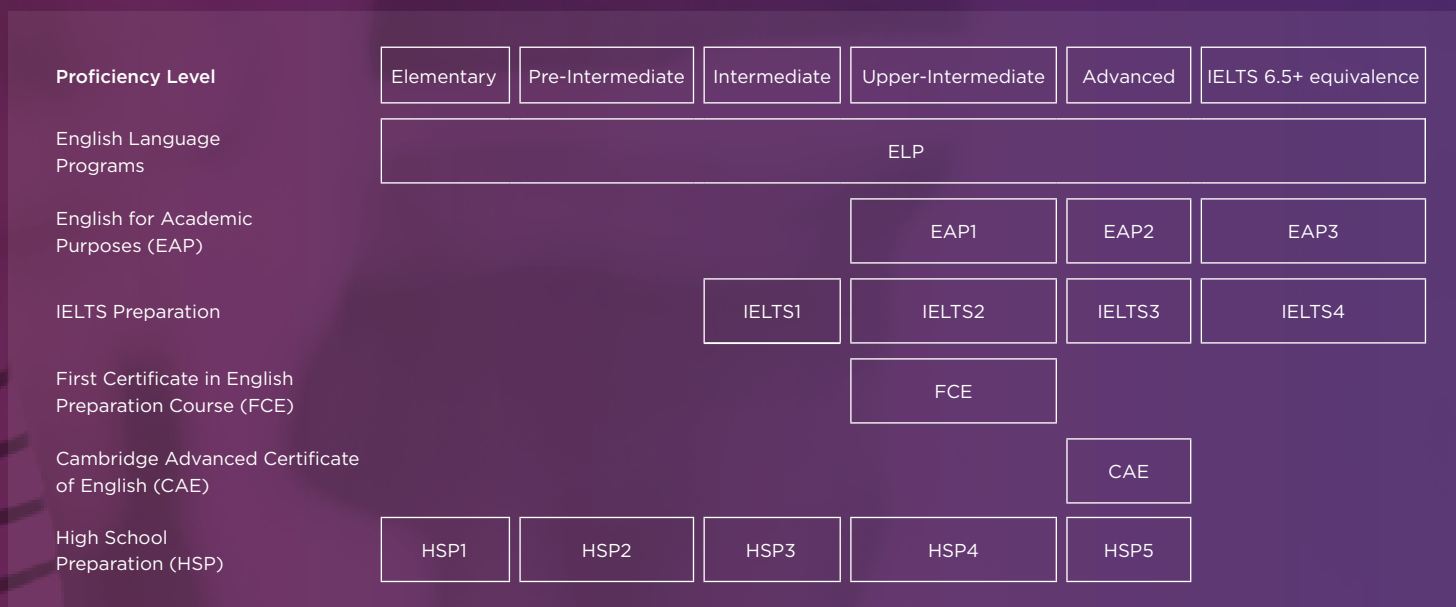 Proficiency Level
Elementary
Pre-Intermediate
Intermediate
Upper-Intermediate
Advanced
IELTS 6.5+ equivalence
English Language
Programs
ELP
English for Academic
Purposes (EAP)
EAP1
EAP2
EAP3
IELTS Preparation
IELTS1
IELTS2
IELTS3
IELTS4
First Certificate in English
Preparation Course (FCE)
FCE
Cambridge Advanced Certificate
of English (CAE)
CAE
High School
Preparation (HSP)
HSP1
HSP2
HSP3
HSP4
HSP5